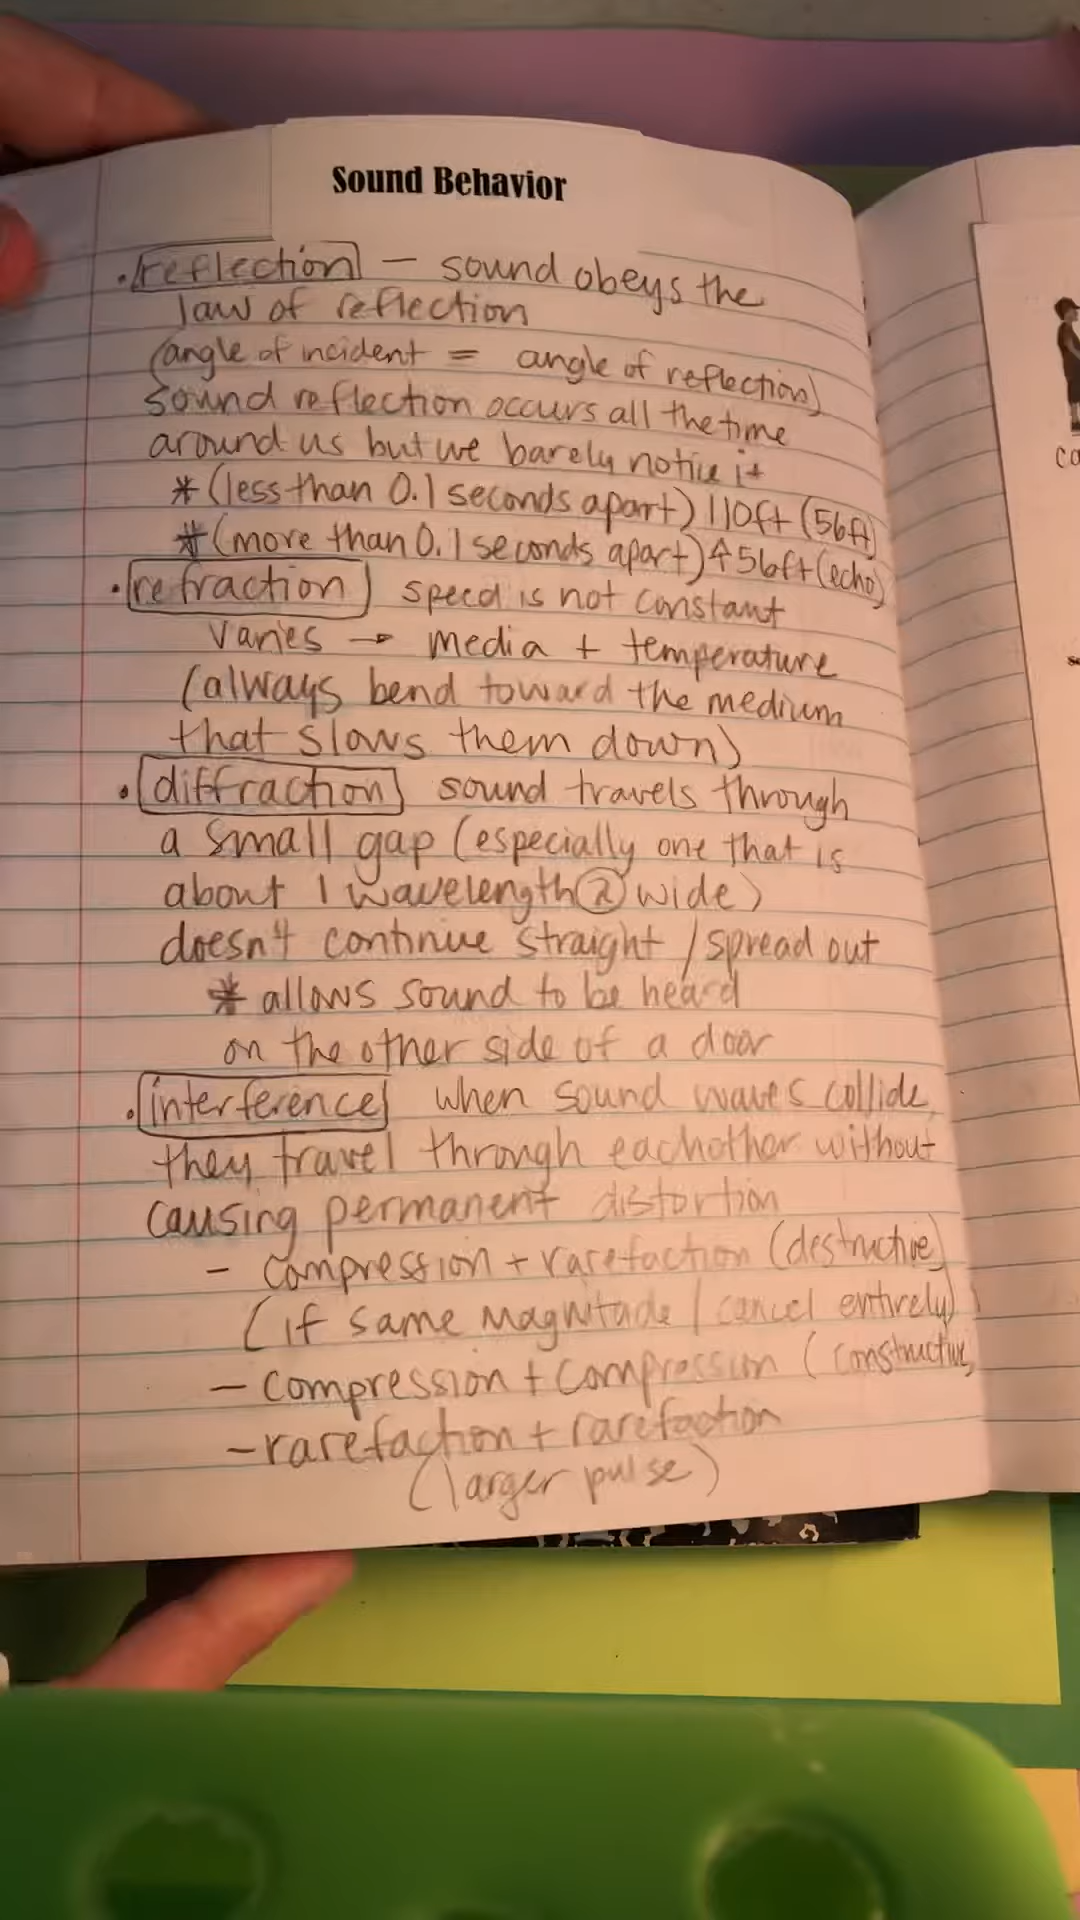 Sound Behavior
• reflection — sound obeys the
law of reflection
(angle of incident = angle of reflection)
Sound reflection occurs all the time
around us but we barely notice it
* (less than 0.1 seconds apart) 110ft (56ft)
* (more than 0.1 seconds apart) ↑ 56ft (echo)
• refraction speed is not constant
varies → media + temperature
(always bend toward the medium
that slows them down)
• diffraction sound travels through
a small gap (especially one that is
about 1 wavelength λ wide)
doesn't continue straight / spread out
* allows sound to be heard
on the other side of a door
• interference when sound waves collide,
they travel through eachother without
causing permanent distortion
- compression + rarefaction (destructive)
(if same magnitude / cancel entirely)
- compression + compression (constructive)
- rarefaction + rarefaction
(larger pulse)
co